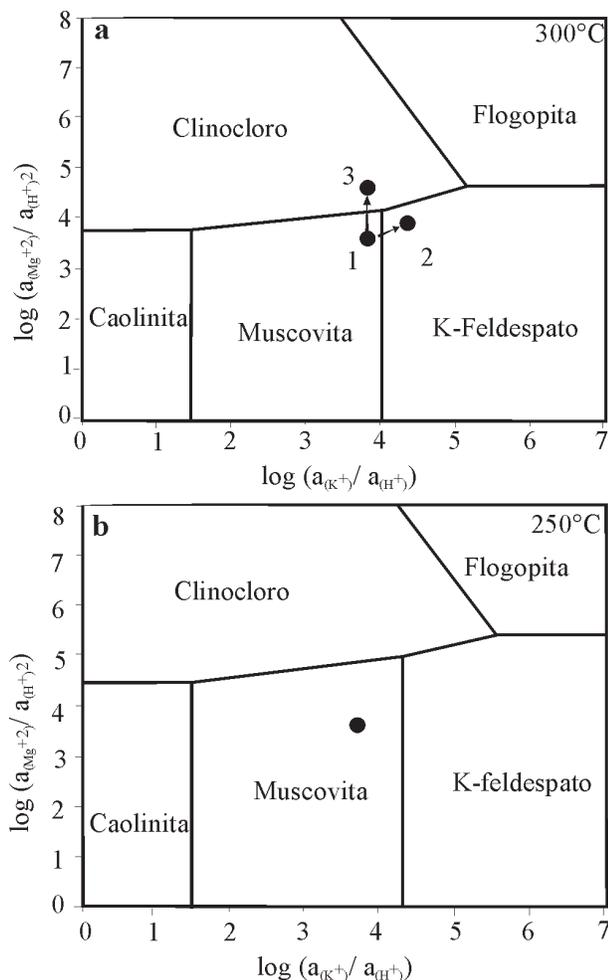 a
300°C
8
7
6
5
4
3
2
1
0
log (a(Mg+2)/ a(H+)2)
Clinocloro
Flogopita
3
1
2
Caolinita
Muscovita
K-Feldespato
0 1 2 3 4 5 6 7
log (a(K+)/ a(H+))
b
250°C
8
7
6
5
4
3
2
1
0
log (a(Mg+2)/ a(H+)2)
Clinocloro
Flogopita
Caolinita
Muscovita
K-feldespato
0 1 2 3 4 5 6 7
log (a(K+)/ a(H+))